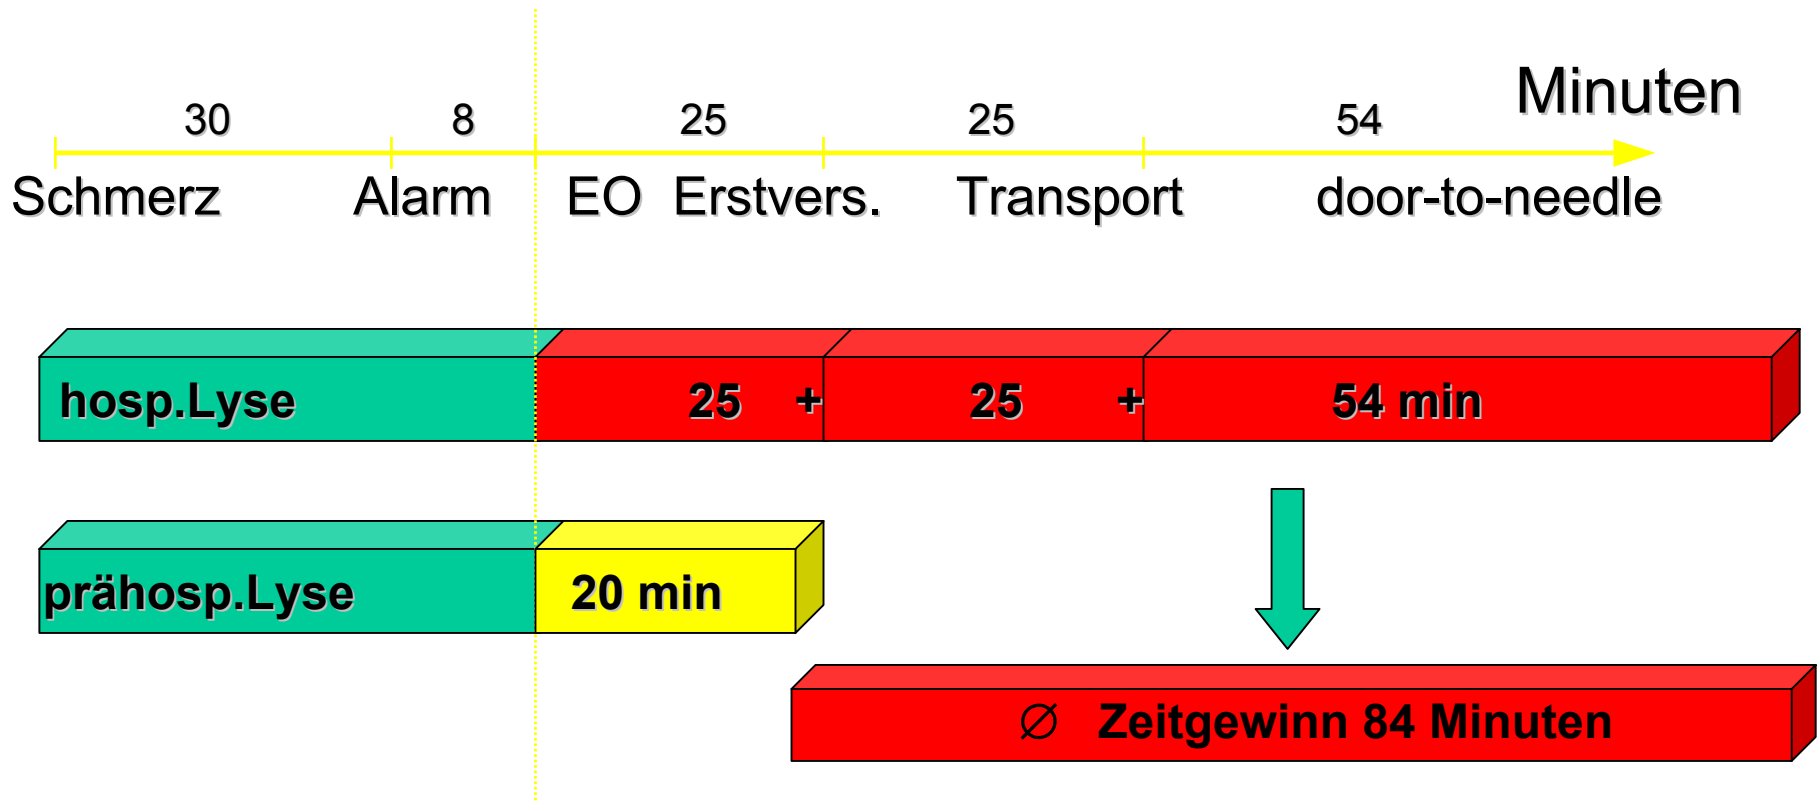 Minuten
30 8 25 25 54
Schmerz Alarm EO Erstvers. Transport door-to-needle
hosp.Lyse 25 + 25 + 54 min
prähosp.Lyse 20 min
∅ Zeitgewinn 84 Minuten